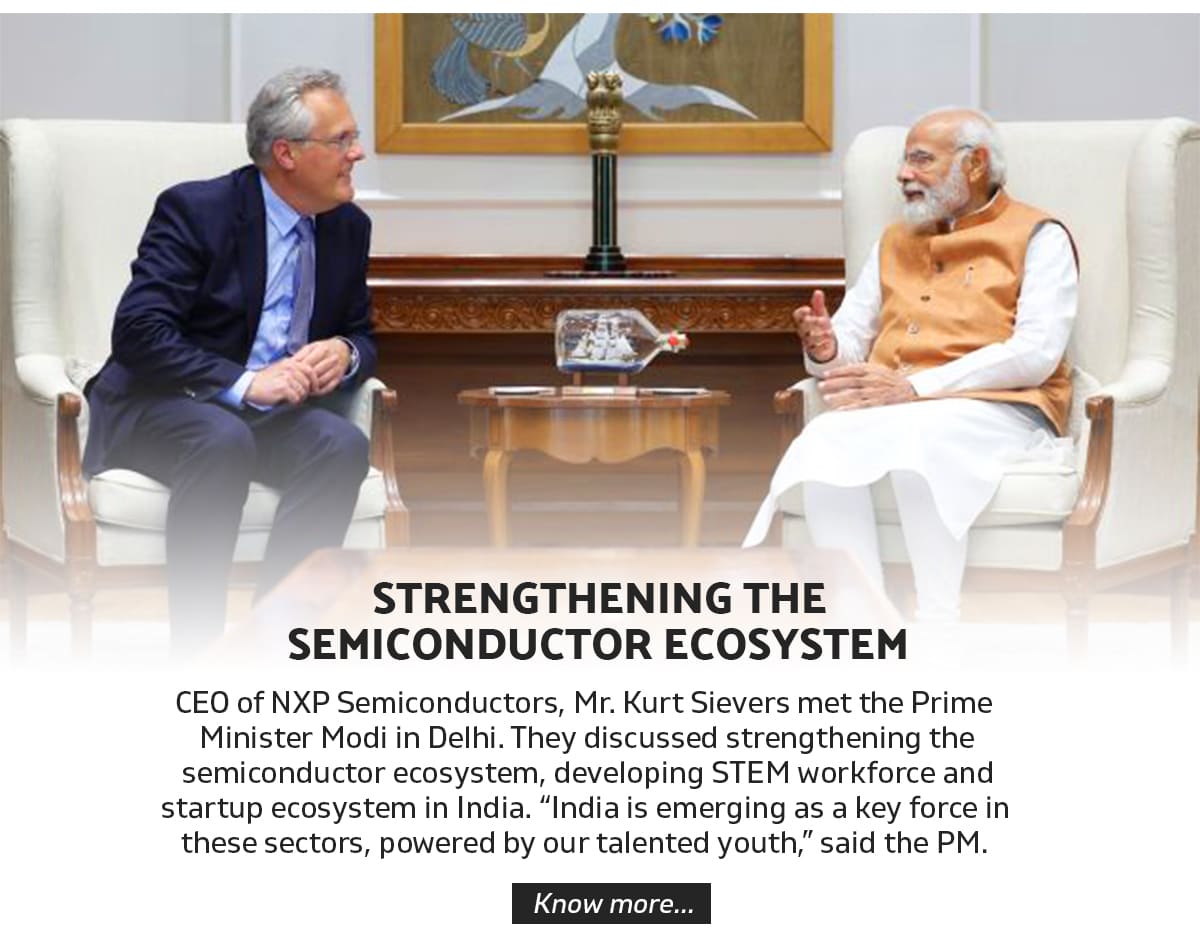 STRENGTHENING THE
SEMICONDUCTOR ECOSYSTEM
CEO of NXP Semiconductors, Mr. Kurt Sievers met the Prime
Minister Modi in Delhi. They discussed strengthening the
semiconductor ecosystem, developing STEM workforce and
startup ecosystem in India. “India is emerging as a key force in
these sectors, powered by our talented youth,” said the PM.
Know more...